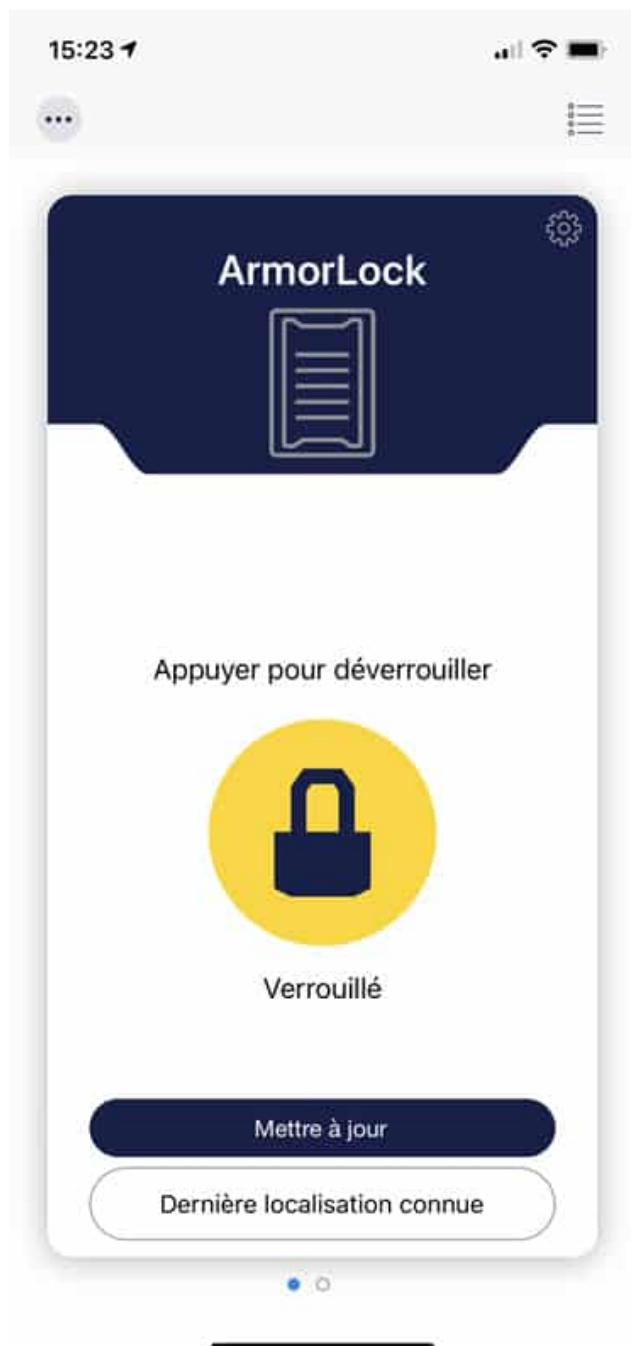 15:23
ArmorLock
Appuyer pour déverrouiller
Verrouillé
Mettre à jour
Dernière localisation connue